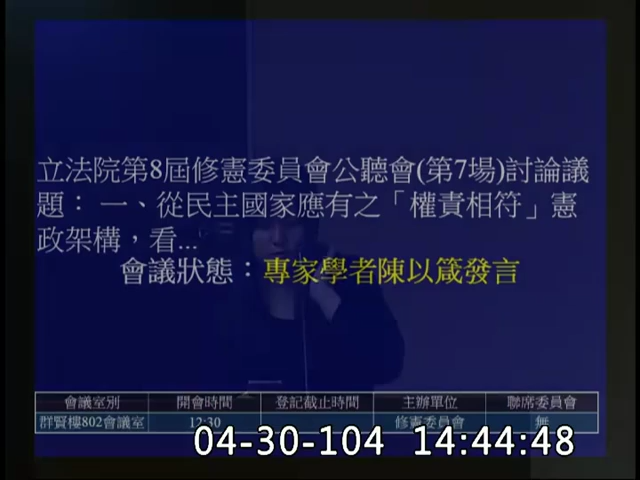 立法院第8屆修憲委員會公聽會(第7場)討論議
題： 一、從民主國家應有之「權責相符」憲
政架構，看...
會議狀態：專家學者陳以箴發言
會議室別 開會時間 登記截止時間 主辦單位 聯席委員會
群賢樓802會議室 12:30 修憲委員會 無
04-30-104 14:44:48